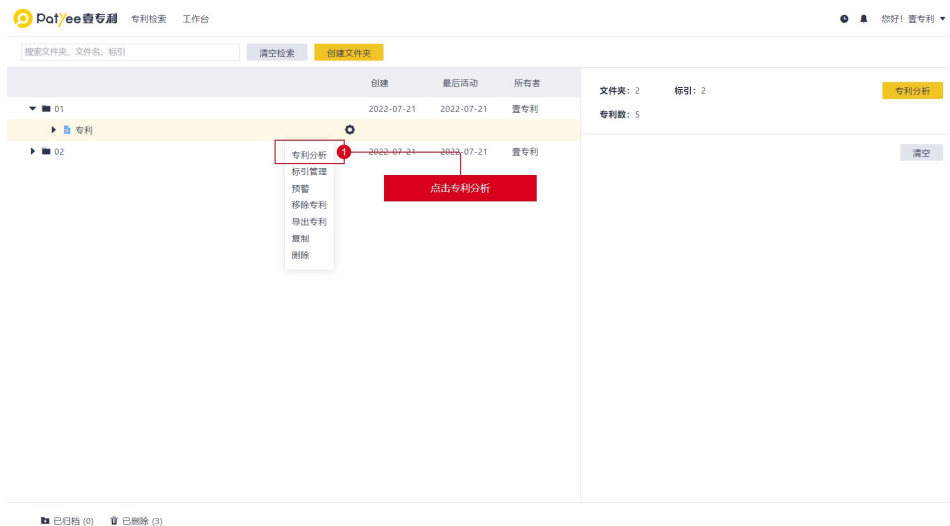 Patyee壹专利 专利检索 工作台 您好！壹专利
搜索文件夹、文件名、标引 清空检索 创建文件夹
创建 最后活动 所有者
01 2022-07-21 2022-07-21 壹专利
专利
02 2022-07-21 2022-07-21 壹专利
专利分析 1
标引管理
预警
移除专利
导出专利
复制
删除
点击专利分析
文件夹：2 标引：2 专利分析
专利数：5
清空
已归档 (0) 已删除 (3)